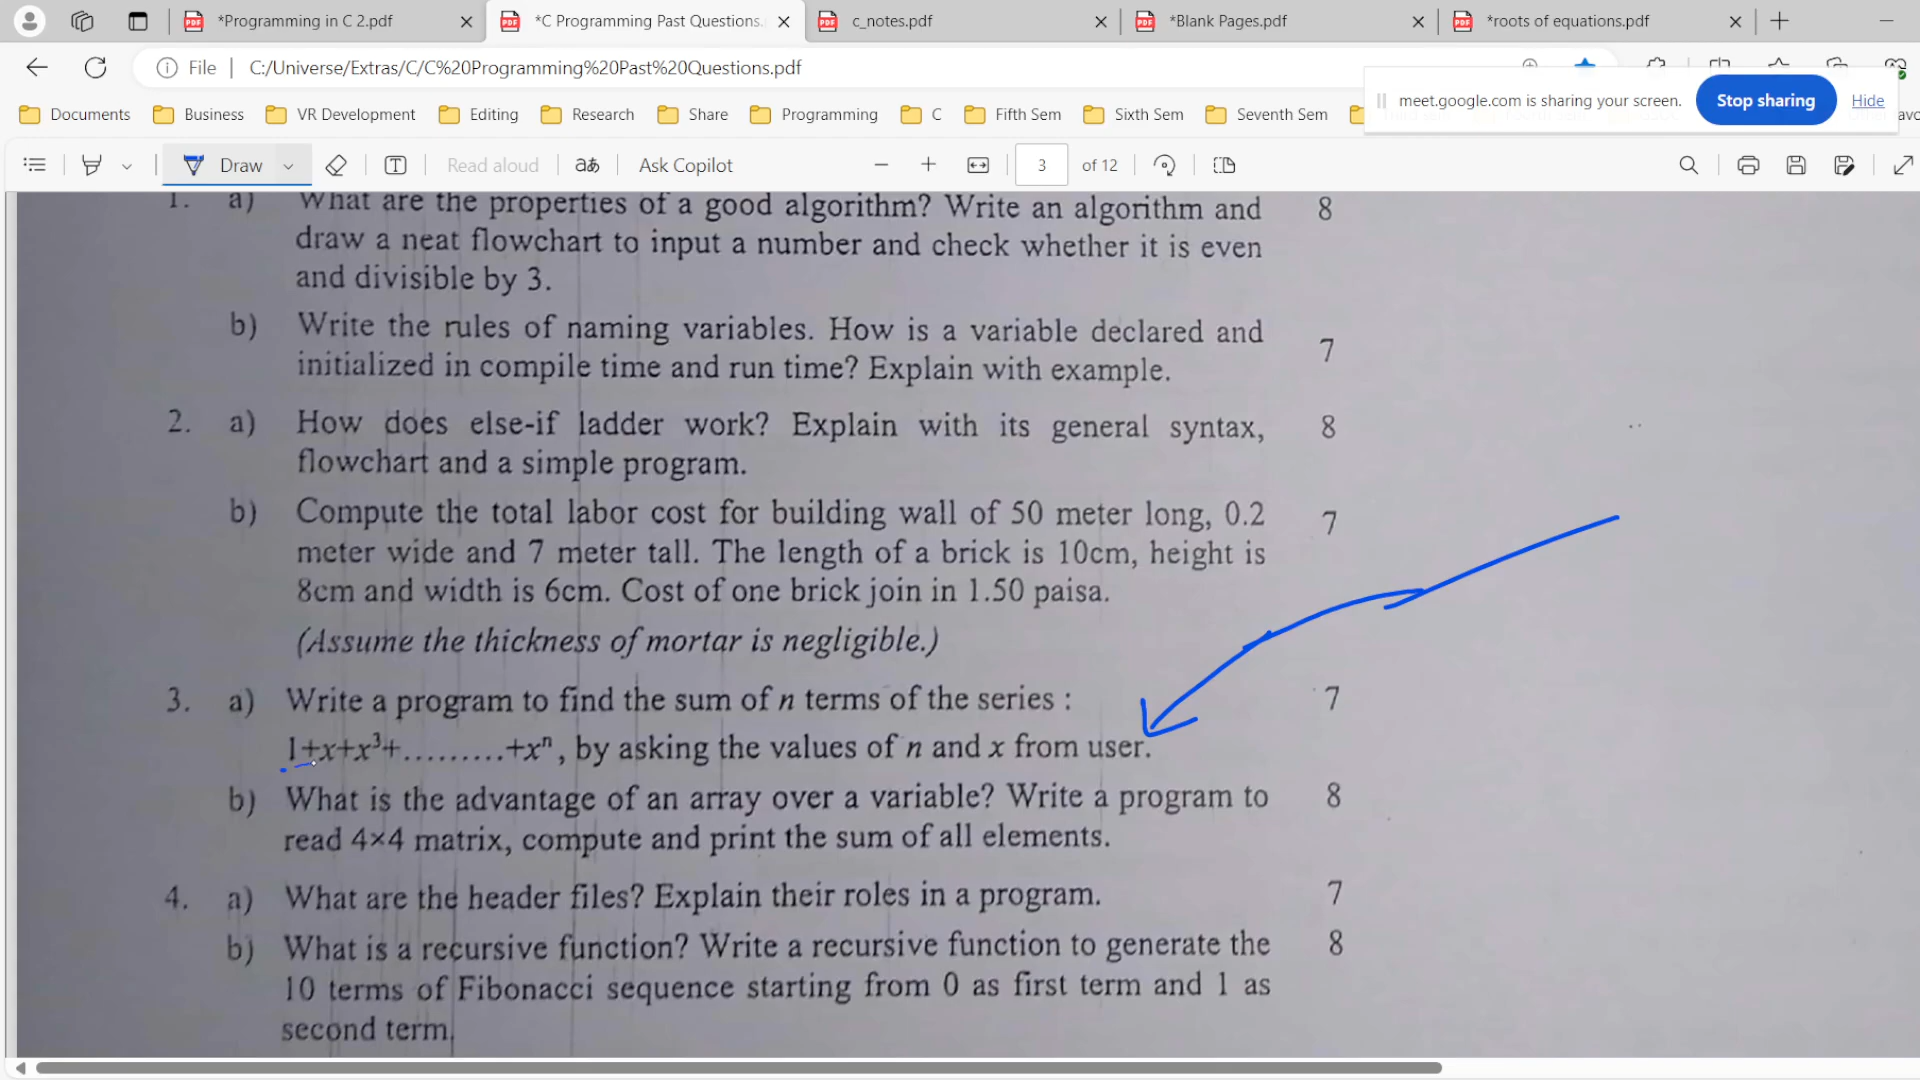 *Programming in C 2.pdf
*C Programming Past Questions.
c_notes.pdf
*Blank Pages.pdf
*roots of equations.pdf
File
C:/Universe/Extras/C/C%20Programming%20Past%20Questions.pdf
meet.google.com is sharing your screen.
Stop sharing
Hide
Documents
Business
VR Development
Editing
Research
Share
Programming
C
Fifth Sem
Sixth Sem
Seventh Sem
Draw
Read aloud
aあ
Ask Copilot
3
of 12
1. a) What are the properties of a good algorithm? Write an algorithm and 8
draw a neat flowchart to input a number and check whether it is even
and divisible by 3.
b) Write the rules of naming variables. How is a variable declared and
initialized in compile time and run time? Explain with example. 7
2. a) How does else-if ladder work? Explain with its general syntax, 8
flowchart and a simple program.
b) Compute the total labor cost for building wall of 50 meter long, 0.2 7
meter wide and 7 meter tall. The length of a brick is 10cm, height is
8cm and width is 6cm. Cost of one brick join in 1.50 paisa.
(Assume the thickness of mortar is negligible.)
3. a) Write a program to find the sum of n terms of the series : 7
1+x+x³+.........+xⁿ, by asking the values of n and x from user.
b) What is the advantage of an array over a variable? Write a program to 8
read 4×4 matrix, compute and print the sum of all elements.
4. a) What are the header files? Explain their roles in a program. 7
b) What is a recursive function? Write a recursive function to generate the 8
10 terms of Fibonacci sequence starting from 0 as first term and 1 as
second term.